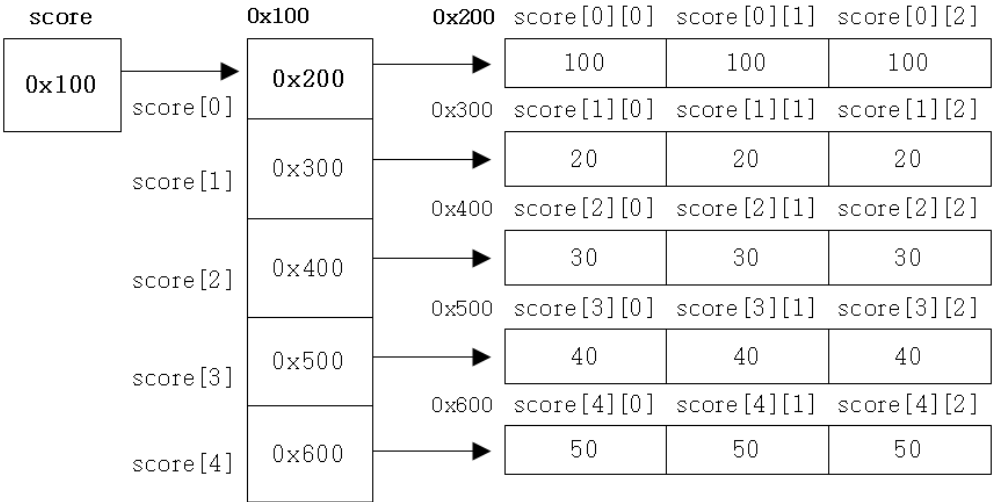 score 0x100 0x200 score[0][0] score[0][1] score[0][2]
0x100 0x200 100 100 100
score[0] 0x300 score[1][0] score[1][1] score[1][2]
score[1] 0x300 20 20 20
0x400 score[2][0] score[2][1] score[2][2]
score[2] 0x400 30 30 30
0x500 score[3][0] score[3][1] score[3][2]
score[3] 0x500 40 40 40
0x600 score[4][0] score[4][1] score[4][2]
score[4] 0x600 50 50 50